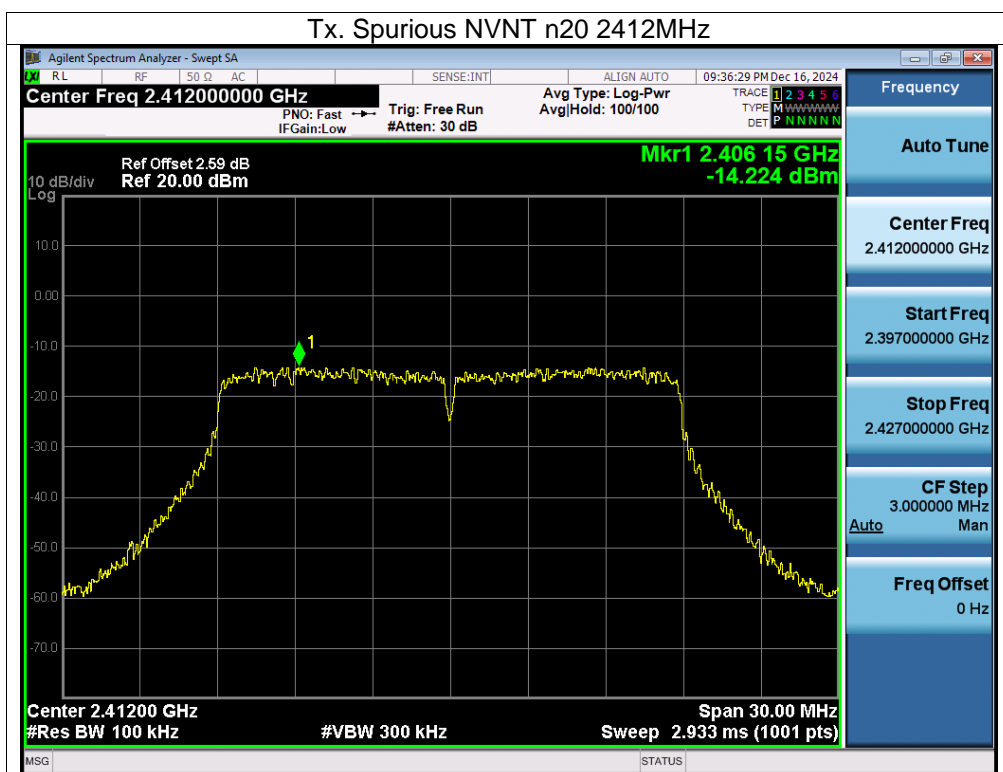 Tx. Spurious NVNT n20 2412MHz
Agilent Spectrum Analyzer - Swept SA
LXI RL RF 50 Ω AC SENSE:INT ALIGN AUTO 09:36:29 PM Dec 16, 2024
Center Freq 2.412000000 GHz
PNO: Fast
IFGain:Low
Trig: Free Run
#Atten: 30 dB
Avg Type: Log-Pwr
Avg|Hold: 100/100
TRACE 1 2 3 4 5 6
TYPE M WWWWW
DET P N N N N N
Ref Offset 2.59 dB
10 dB/div Ref 20.00 dBm
Log
Mkr1 2.406 15 GHz
-14.224 dBm
10.0
0.00
-10.0
-20.0
-30.0
-40.0
-50.0
-60.0
-70.0
1
Center 2.41200 GHz
#Res BW 100 kHz
#VBW 300 kHz
Span 30.00 MHz
Sweep 2.933 ms (1001 pts)
MSG
STATUS
Frequency
Auto Tune
Center Freq
2.412000000 GHz
Start Freq
2.397000000 GHz
Stop Freq
2.427000000 GHz
CF Step
3.000000 MHz
Auto Man
Freq Offset
0 Hz